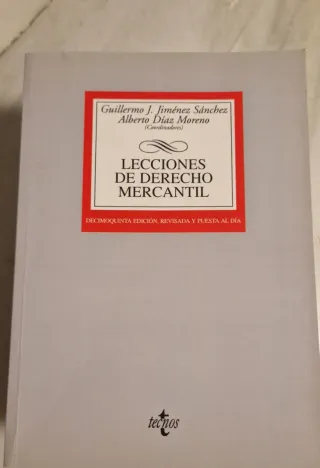 Guillermo J. Jiménez Sánchez
Alberto Díaz Moreno
(Coordinadores)
LECCIONES
DE DERECHO
MERCANTIL
DECIMOQUINTA EDICIÓN, REVISADA Y PUESTA AL DÍA
tecnos